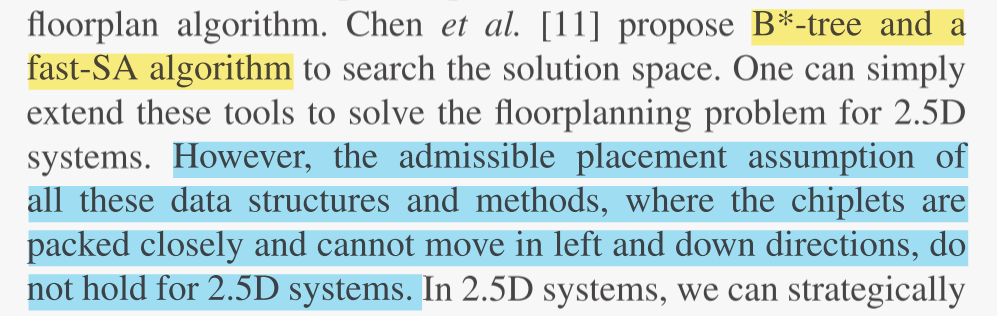 floorplan algorithm. Chen et al. [11] propose B*-tree and a
fast-SA algorithm to search the solution space. One can simply
extend these tools to solve the floorplanning problem for 2.5D
systems. However, the admissible placement assumption of
all these data structures and methods, where the chiplets are
packed closely and cannot move in left and down directions, do
not hold for 2.5D systems. In 2.5D systems, we can strategically